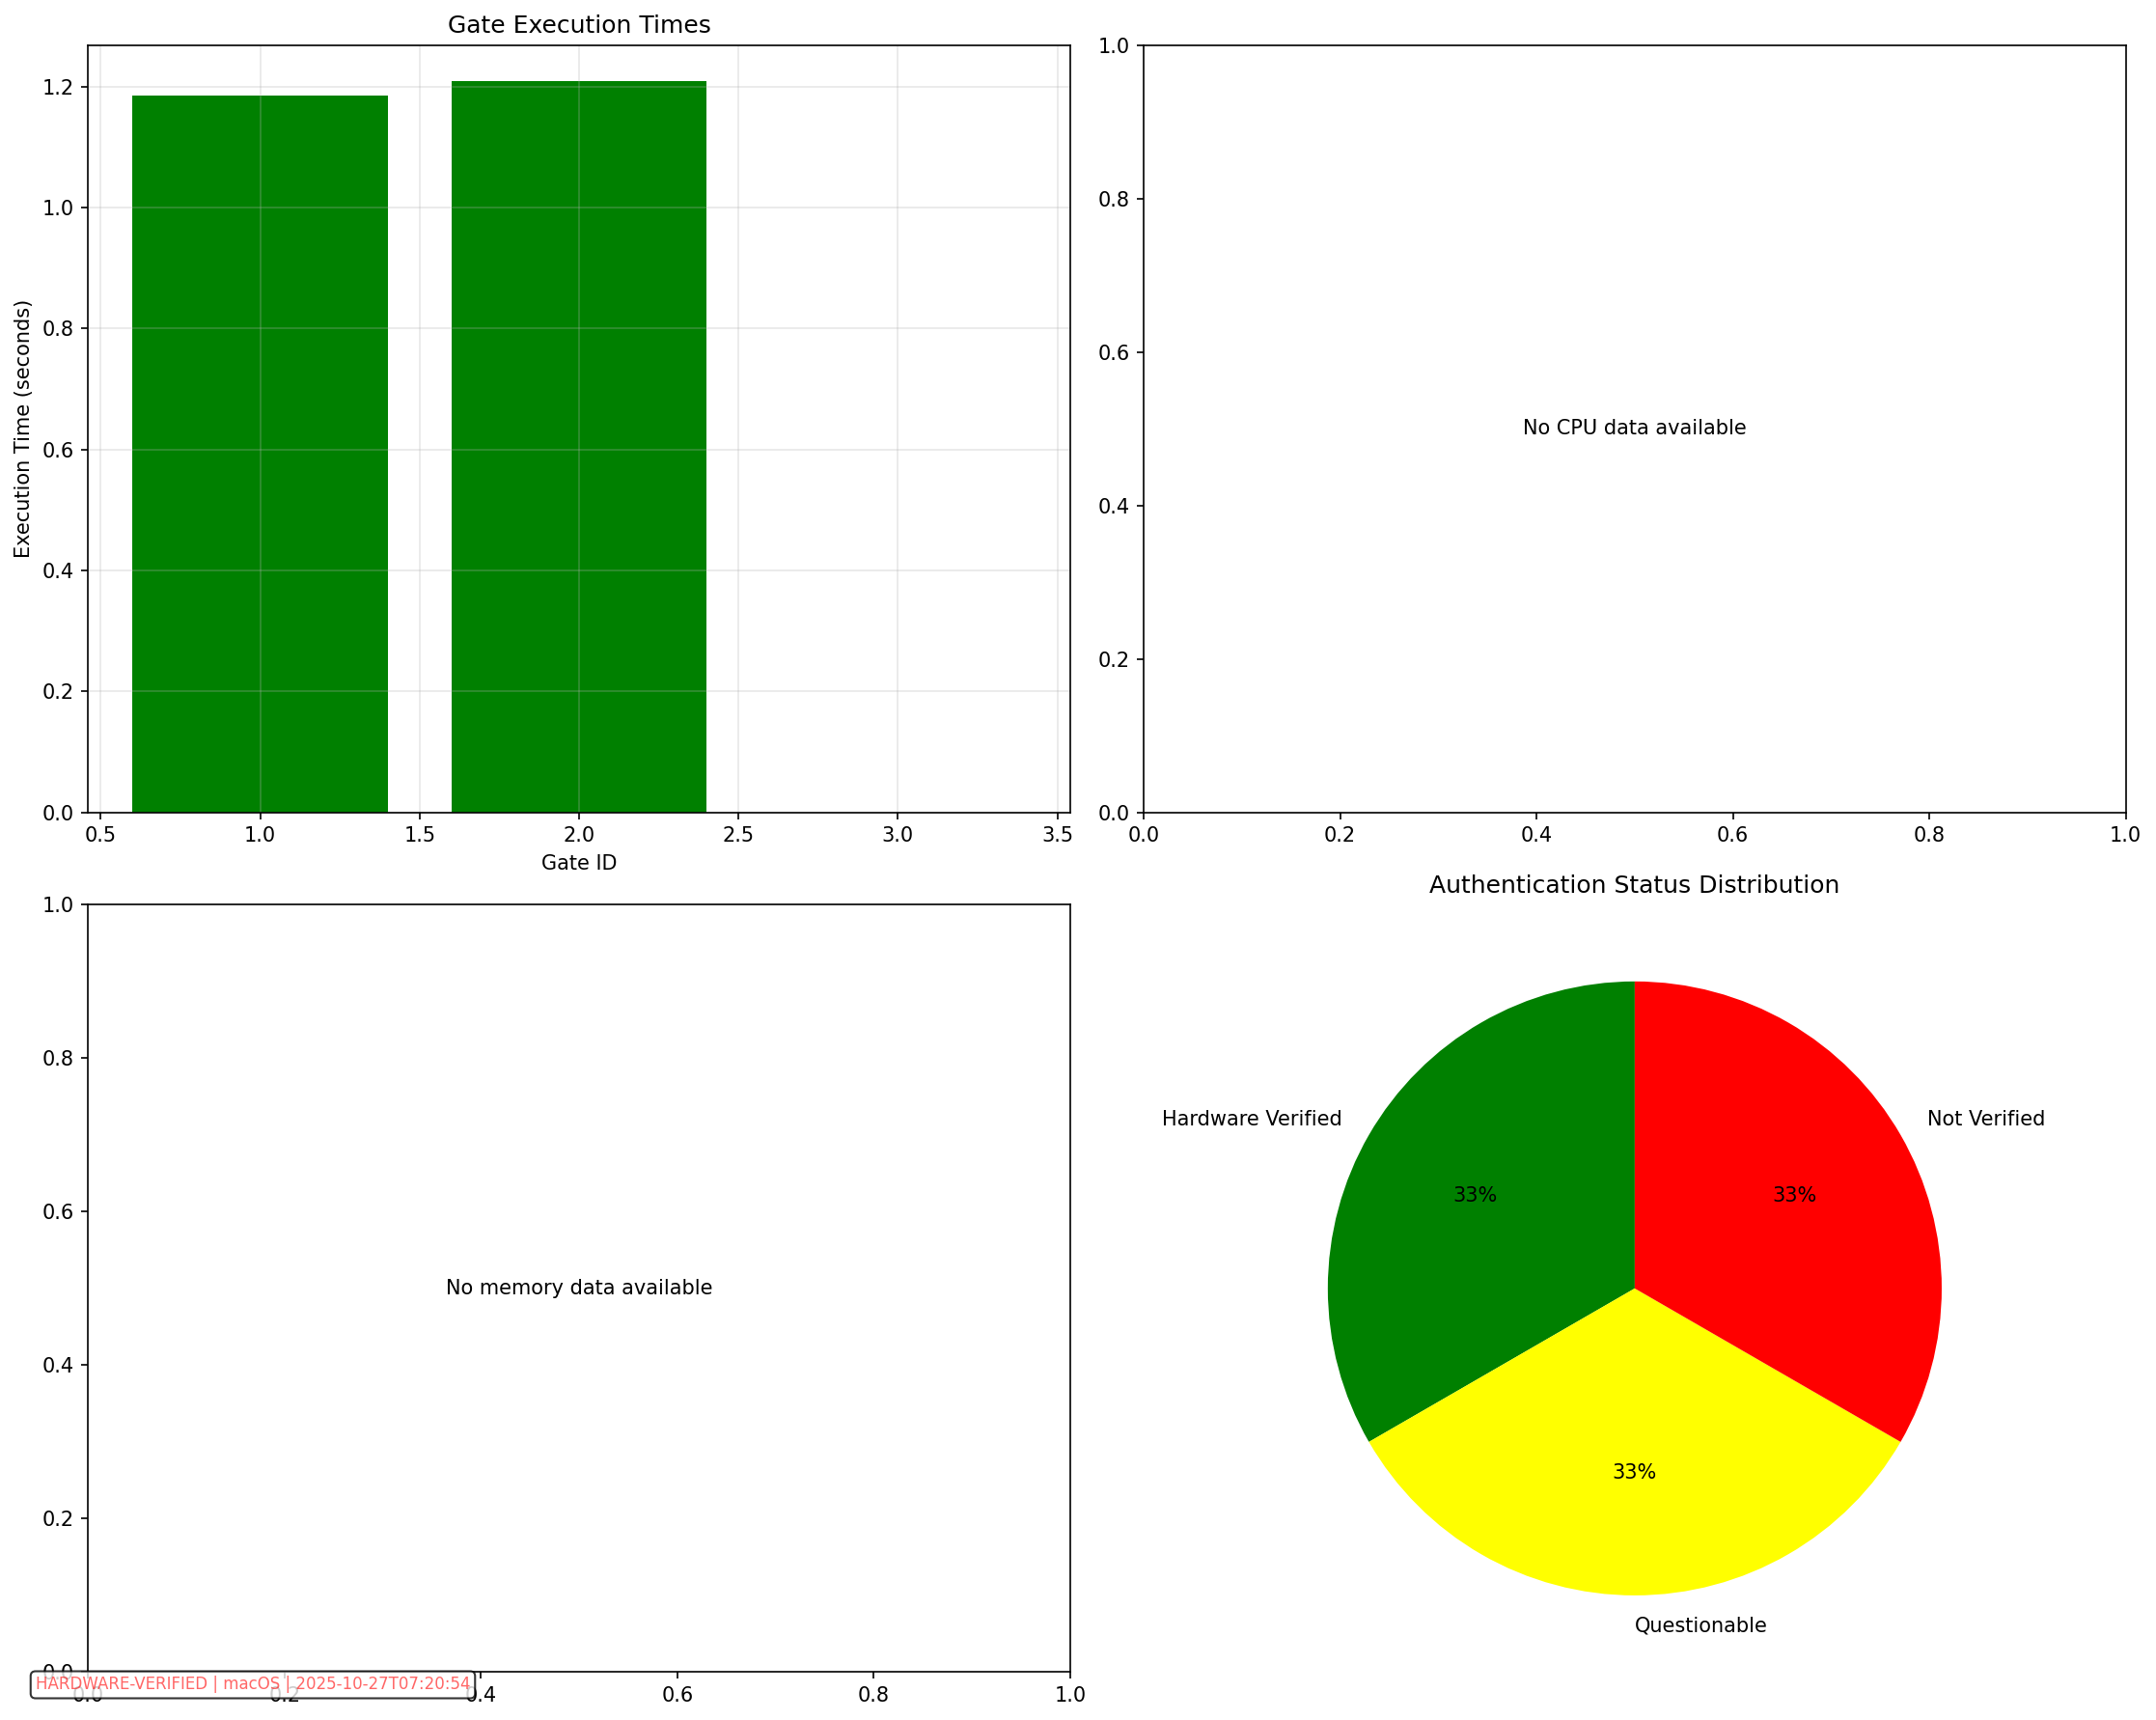 Gate Execution Times
1.2
1.0
0.8
0.6
0.4
0.2
0.0
Execution Time (seconds)
0.5 1.0 1.5 2.0 2.5 3.0 3.5
Gate ID
1.0
0.8
0.6
0.4
0.2
0.0
No CPU data available
0.0 0.2 0.4 0.6 0.8 1.0
1.0
0.8
0.6
0.4
0.2
0.0
No memory data available
0.0 0.2 0.4 0.6 0.8 1.0
HARDWARE-VERIFIED | macOS | 2025-10-27T07:20:54
Authentication Status Distribution
Hardware Verified
Not Verified
33%
33%
33%
Questionable